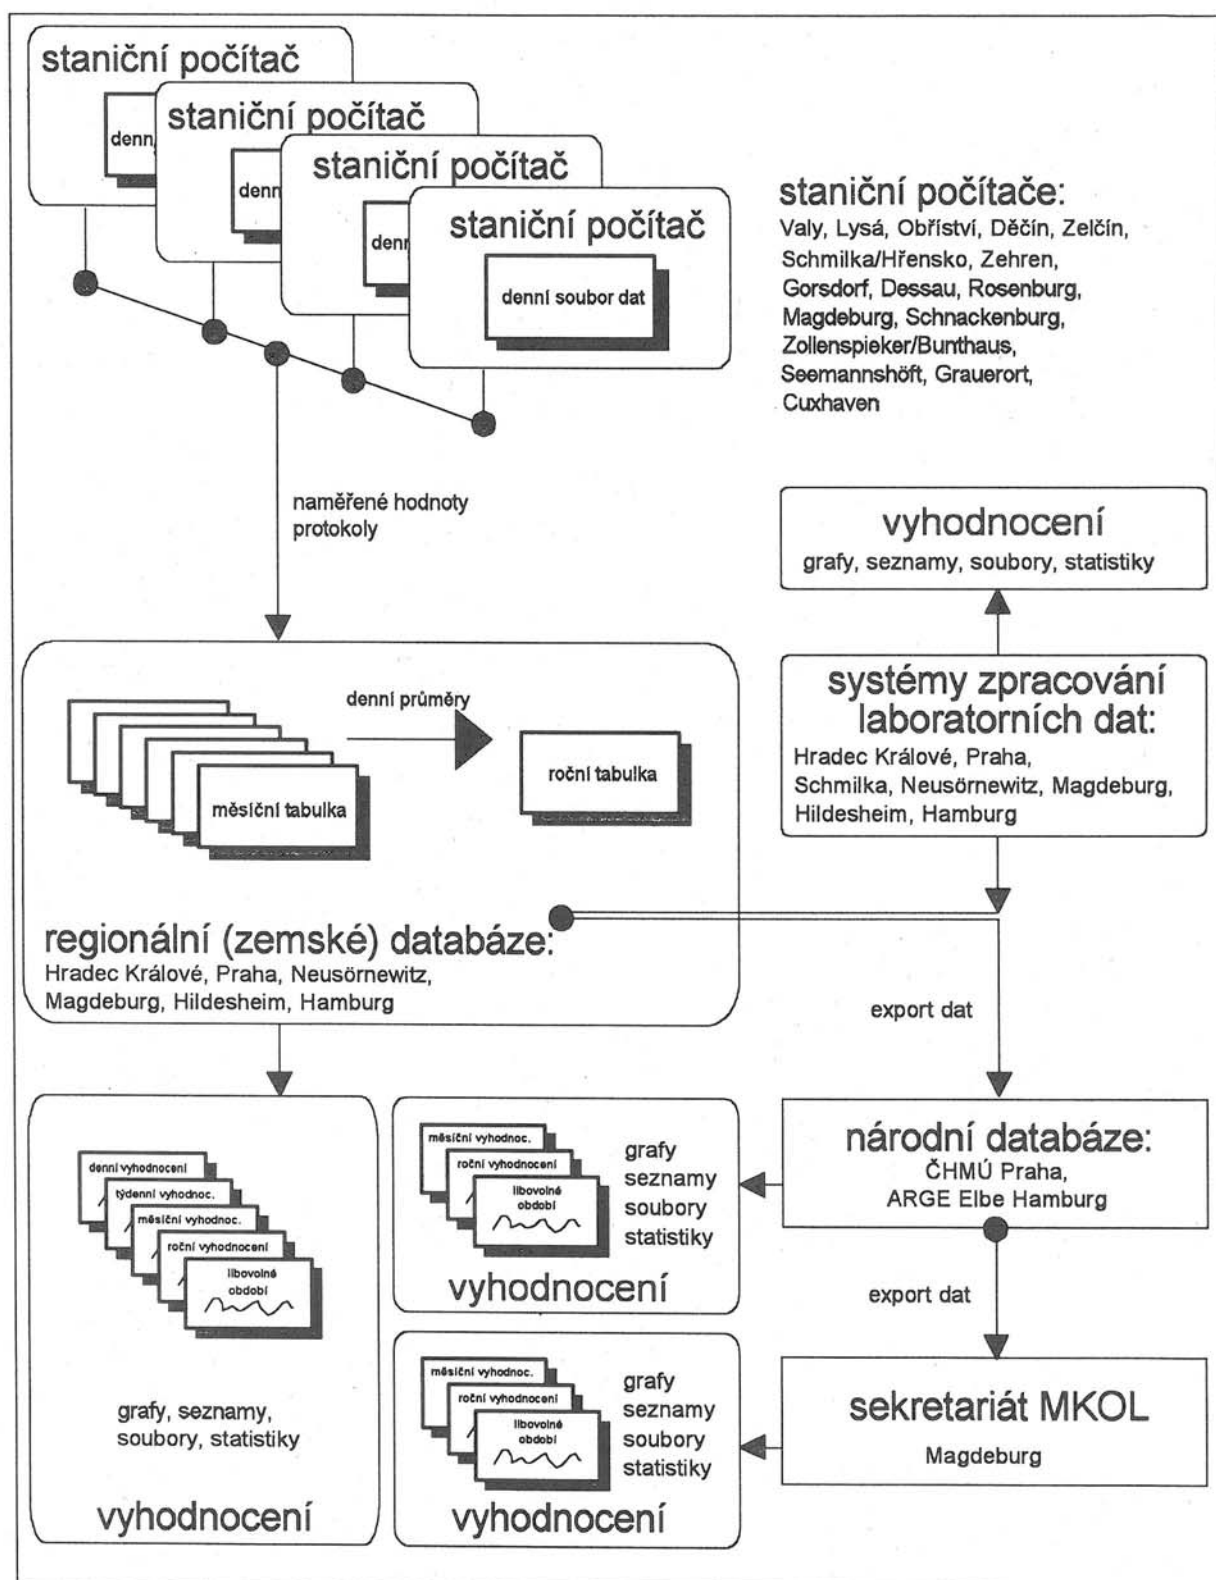 staniční počítač
denn
staniční počítač
denn
staniční počítač
denn
staniční počítač
denní soubor dat
staniční počítače:
Valy, Lysá, Obříství, Děčín, Zelčín,
Schmilka/Hřensko, Zehren,
Gorsdorf, Dessau, Rosenburg,
Magdeburg, Schnackenburg,
Zollenspieker/Bunthaus,
Seemannshöft, Grauerort,
Cuxhaven
naměřené hodnoty
protokoly
vyhodnocení
grafy, seznamy, soubory, statistiky
systémy zpracování
laboratorních dat:
Hradec Králové, Praha,
Schmilka, Neusörnewitz, Magdeburg,
Hildesheim, Hamburg
denní průměry
měsíční tabulka
roční tabulka
regionální (zemské) databáze:
Hradec Králové, Praha, Neusörnewitz,
Magdeburg, Hildesheim, Hamburg
export dat
národní databáze:
ČHMÚ Praha,
ARGE Elbe Hamburg
export dat
sekretariát MKOL
Magdeburg
denní vyhodnocení
týdenní vyhodnoc.
měsíční vyhodnoc.
roční vyhodnocení
libovolné
období
grafy, seznamy,
soubory, statistiky
vyhodnocení
měsíční vyhodnoc.
roční vyhodnocení
libovolné
období
grafy
seznamy
soubory
statistiky
vyhodnocení
měsíční vyhodnoc.
roční vyhodnocení
libovolné
období
grafy
seznamy
soubory
statistiky
vyhodnocení